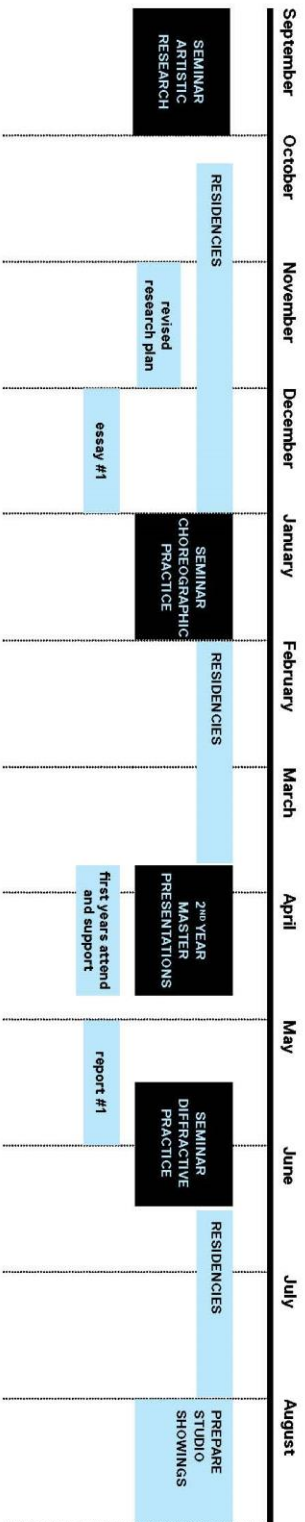 September
October
November
December
January
February
March
April
May
June
July
August
SEMINAR
ARTISTIC
RESEARCH
RESIDENCIES
revised
research plan
essay #1
SEMINAR
CHOREOGRAPHIC
PRACTICE
RESIDENCIES
2ND YEAR
MASTER
PRESENTATIONS
first years attend
and support
report #1
SEMINAR
DIFFRACTIVE
PRACTICE
RESIDENCIES
PREPARE
STUDIO
SHOWINGS